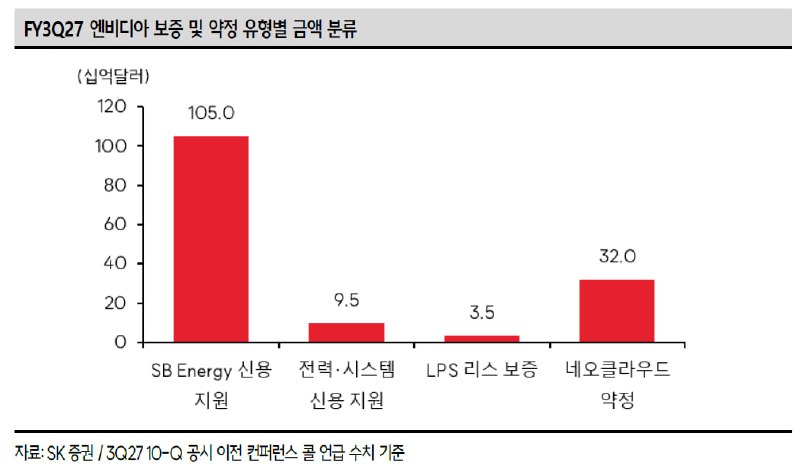 FY3Q27 엔비디아 보증 및 약정 유형별 금액 분류
(십억달러)
120
100
80
60
40
20
0
105.0
9.5
3.5
32.0
SB Energy 신용
지원
전력·시스템
신용 지원
LPS 리스 보증
네오클라우드
약정
자료: SK 증권 / 3Q27 10-Q 공시 이전 컨퍼런스 콜 언급 수치 기준